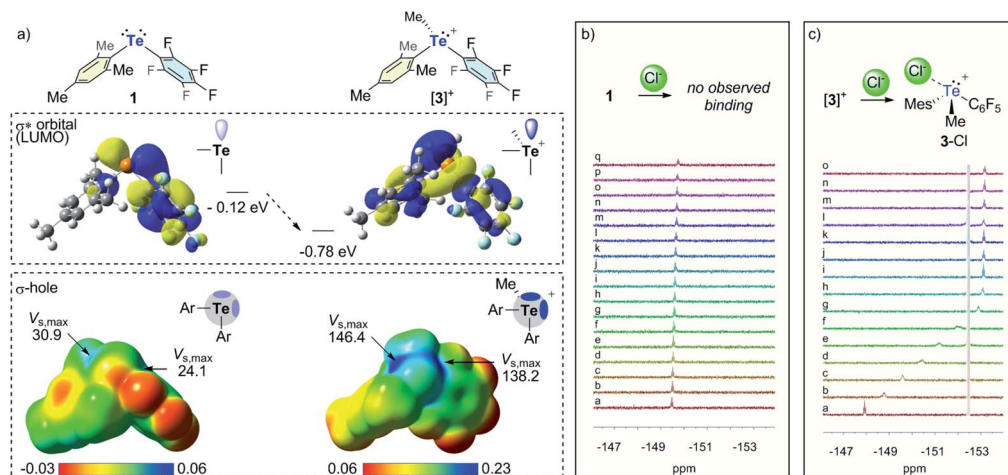 a)
Me
Te
F
F
Me
F
F
F
Me
1
Me
Te
+
F
Me
F
Me
F
F
F
Me
[3]+
σ* orbital
(LUMO)
Te
Te
+
- 0.12 eV
-0.78 eV
σ-hole
Ar
Te
Ar
Me
+
Ar
Te
Ar
Vs,max
30.9
Vs,max
24.1
Vs,max
146.4
Vs,max
138.2
-0.03
0.06
0.06
0.23
b)
Cl-
1
no observed
binding
q
p
o
n
m
l
k
j
i
h
g
f
e
d
c
b
a
-147
-149
-151
-153
ppm
c)
Cl-
Cl-
+
[3]+
Te
Mes
C6F5
Me
3-Cl
o
n
m
l
k
j
i
h
g
f
e
d
c
b
a
-147
-149
-151
-153
ppm